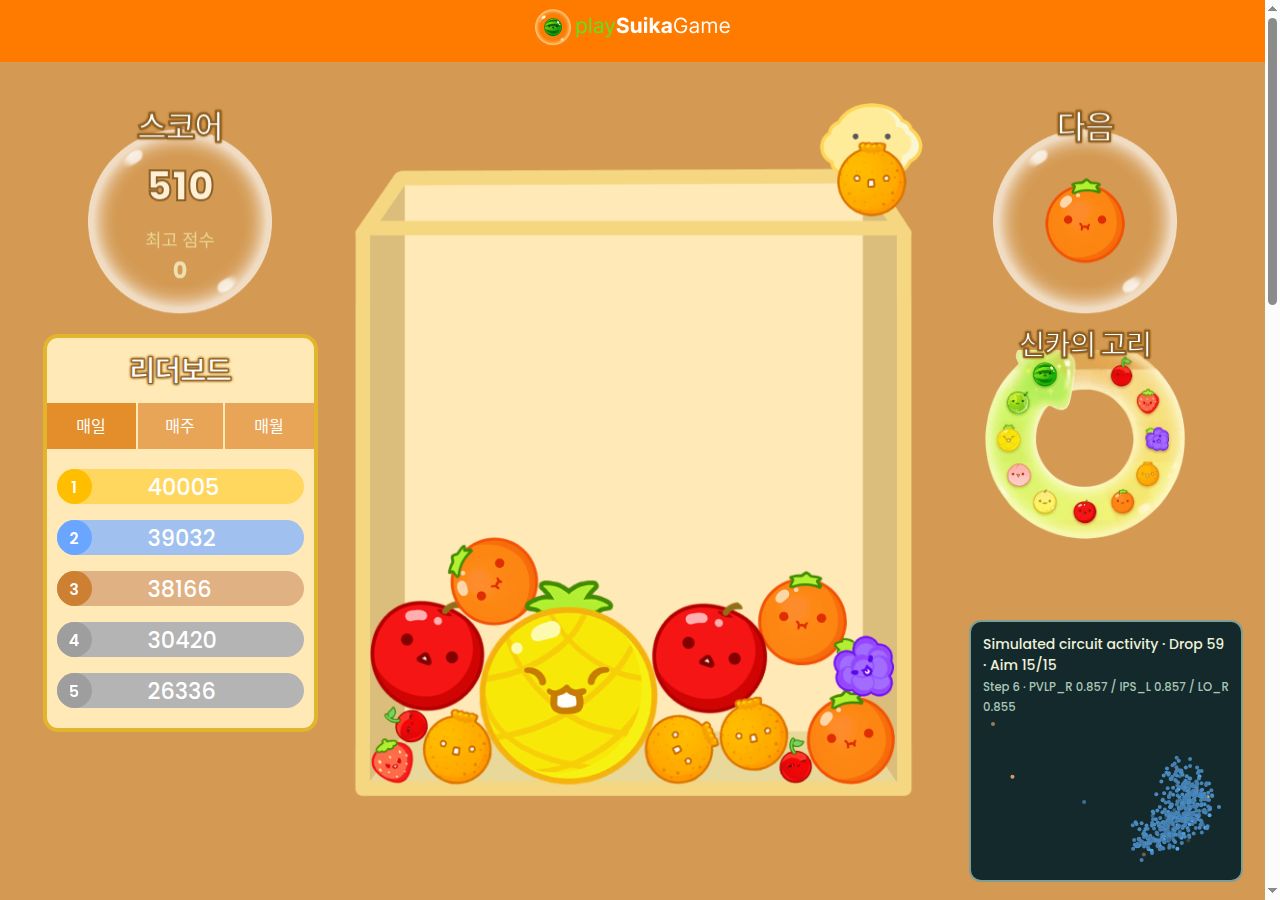 playSuikaGame
스코어
510
최고 점수
0
리더보드
매일 매주 매월
1 40005
2 39032
3 38166
4 30420
5 26336
다음
신카의 고리
Simulated circuit activity · Drop 59
· Aim 15/15
Step 6 · PVLP_R 0.857 / IPS_L 0.857 / LO_R
0.855